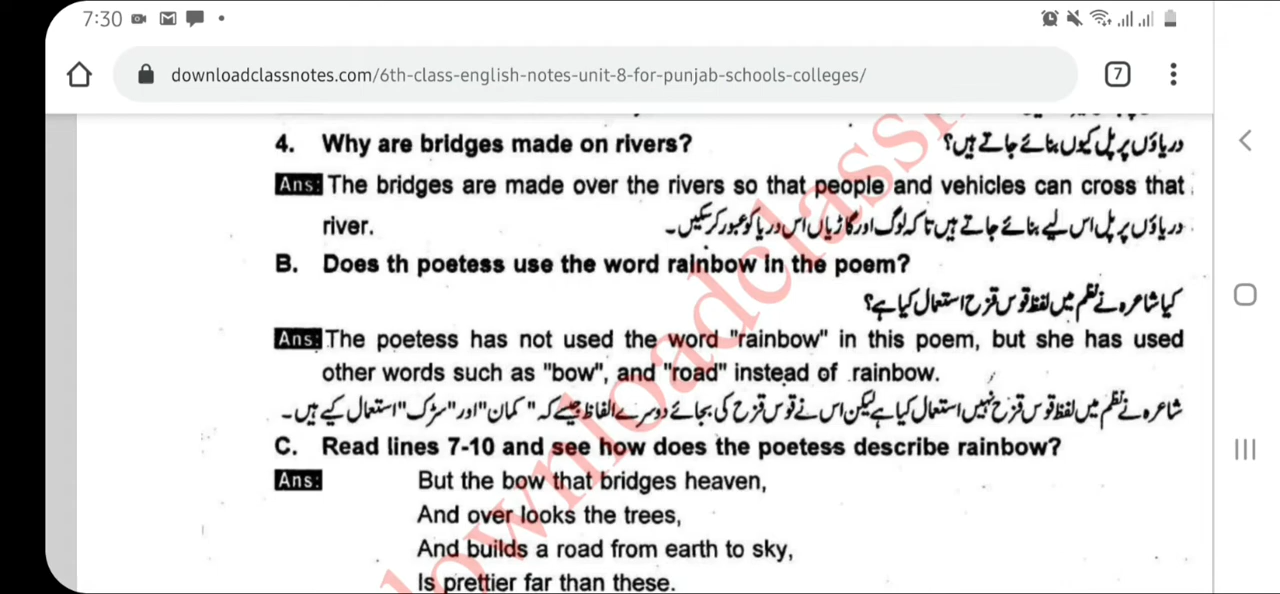 7:30
7
downloadclassnotes.com/6th-class-english-notes-unit-8-for-punjab-schools-colleges/
4. Why are bridges made on rivers?
دریاؤں پر پل کیوں بنائے جاتے ہیں؟
Ans: The bridges are made over the rivers so that people and vehicles can cross that
river.
دریاؤں پر پل اس لیے بنائے جاتے ہیں تاکہ لوگ اور گاڑیاں اس دریا کو عبور کر سکیں۔
B. Does th poetess use the word rainbow in the poem?
کیا شاعرہ نے نظم میں لفظ قوس قزح استعمال کیا ہے؟
Ans: The poetess has not used the word "rainbow" in this poem, but she has used
other words such as "bow", and "road" instead of rainbow.
شاعرہ نے نظم میں لفظ قوس قزح نہیں استعمال کیا ہے لیکن اس نے قوس قزح کی بجائے دوسرے الفاظ جیسے کہ "کمان" اور "سڑک" استعمال کیے ہیں۔
C. Read lines 7-10 and see how does the poetess describe rainbow?
Ans: But the bow that bridges heaven,
And over looks the trees,
And builds a road from earth to sky,
Is prettier far than these.
ownloadclass